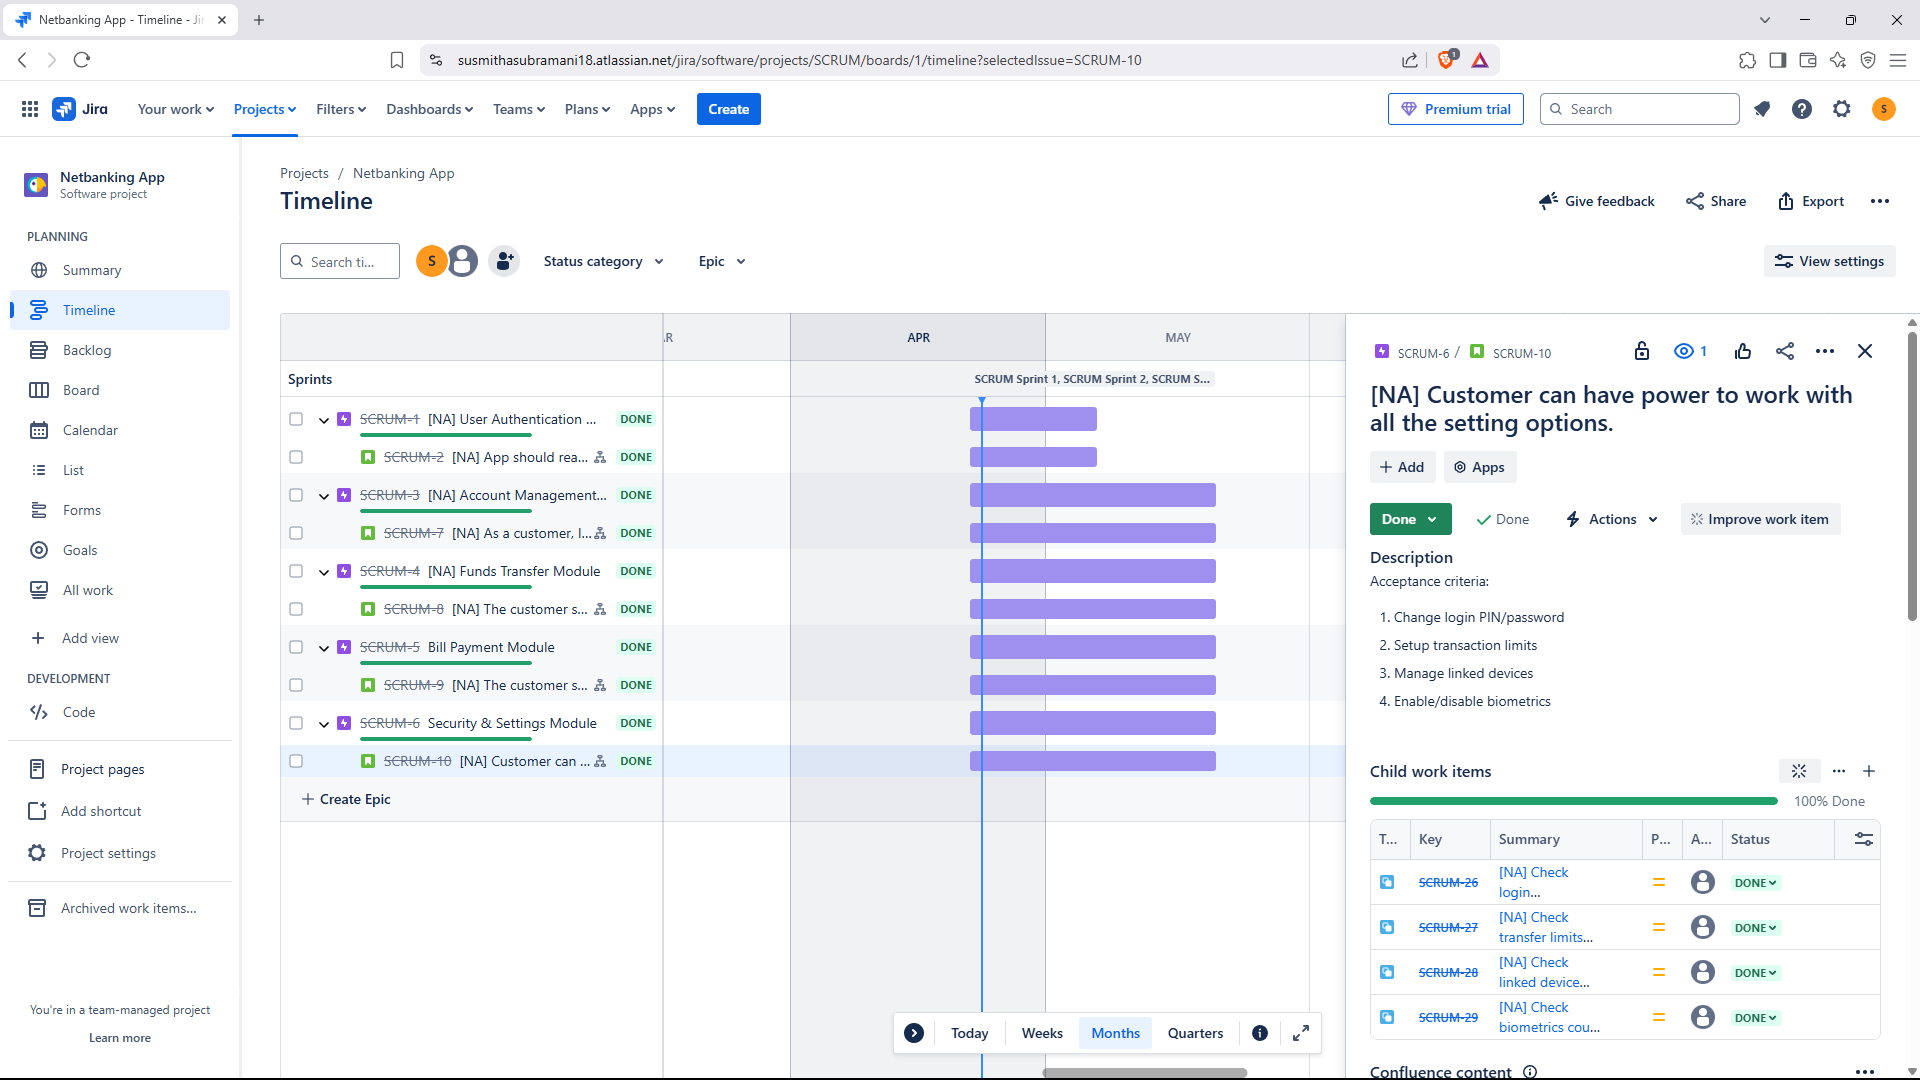 Netbanking App - Timeline - Ji
susmithasubramani18.atlassian.net/jira/software/projects/SCRUM/boards/1/timeline?selectedIssue=SCRUM-10
1
Jira
Your work
Projects
Filters
Dashboards
Teams
Plans
Apps
Create
Premium trial
Search
S
Netbanking App
Software project
PLANNING
Summary
Timeline
Backlog
Board
Calendar
List
Forms
Goals
All work
Add view
DEVELOPMENT
Code
Project pages
Add shortcut
Project settings
Archived work items...
You're in a team-managed project
Learn more
Projects / Netbanking App
Timeline
Give feedback
Share
Export
Search ti...
S
Status category
Epic
View settings
AR
APR
MAY
Sprints
SCRUM Sprint 1, SCRUM Sprint 2, SCRUM S...
SCRUM-1 [NA] User Authentication ... DONE
SCRUM-2 [NA] App should rea... DONE
SCRUM-3 [NA] Account Management... DONE
SCRUM-7 [NA] As a customer, I... DONE
SCRUM-4 [NA] Funds Transfer Module DONE
SCRUM-8 [NA] The customer s... DONE
SCRUM-5 Bill Payment Module DONE
SCRUM-9 [NA] The customer s... DONE
SCRUM-6 Security & Settings Module DONE
SCRUM-10 [NA] Customer can ... DONE
Create Epic
Today
Weeks
Months
Quarters
SCRUM-6 / SCRUM-10
1
[NA] Customer can have power to work with
all the setting options.
Add
Apps
Done
Done
Actions
Improve work item
Description
Acceptance criteria:
1. Change login PIN/password
2. Setup transaction limits
3. Manage linked devices
4. Enable/disable biometrics
Child work items
100% Done
T... Key Summary P... A... Status
SCRUM-26 [NA] Check
login... DONE
SCRUM-27 [NA] Check
transfer limits... DONE
SCRUM-28 [NA] Check
linked device... DONE
SCRUM-29 [NA] Check
biometrics cou... DONE
Confluence content